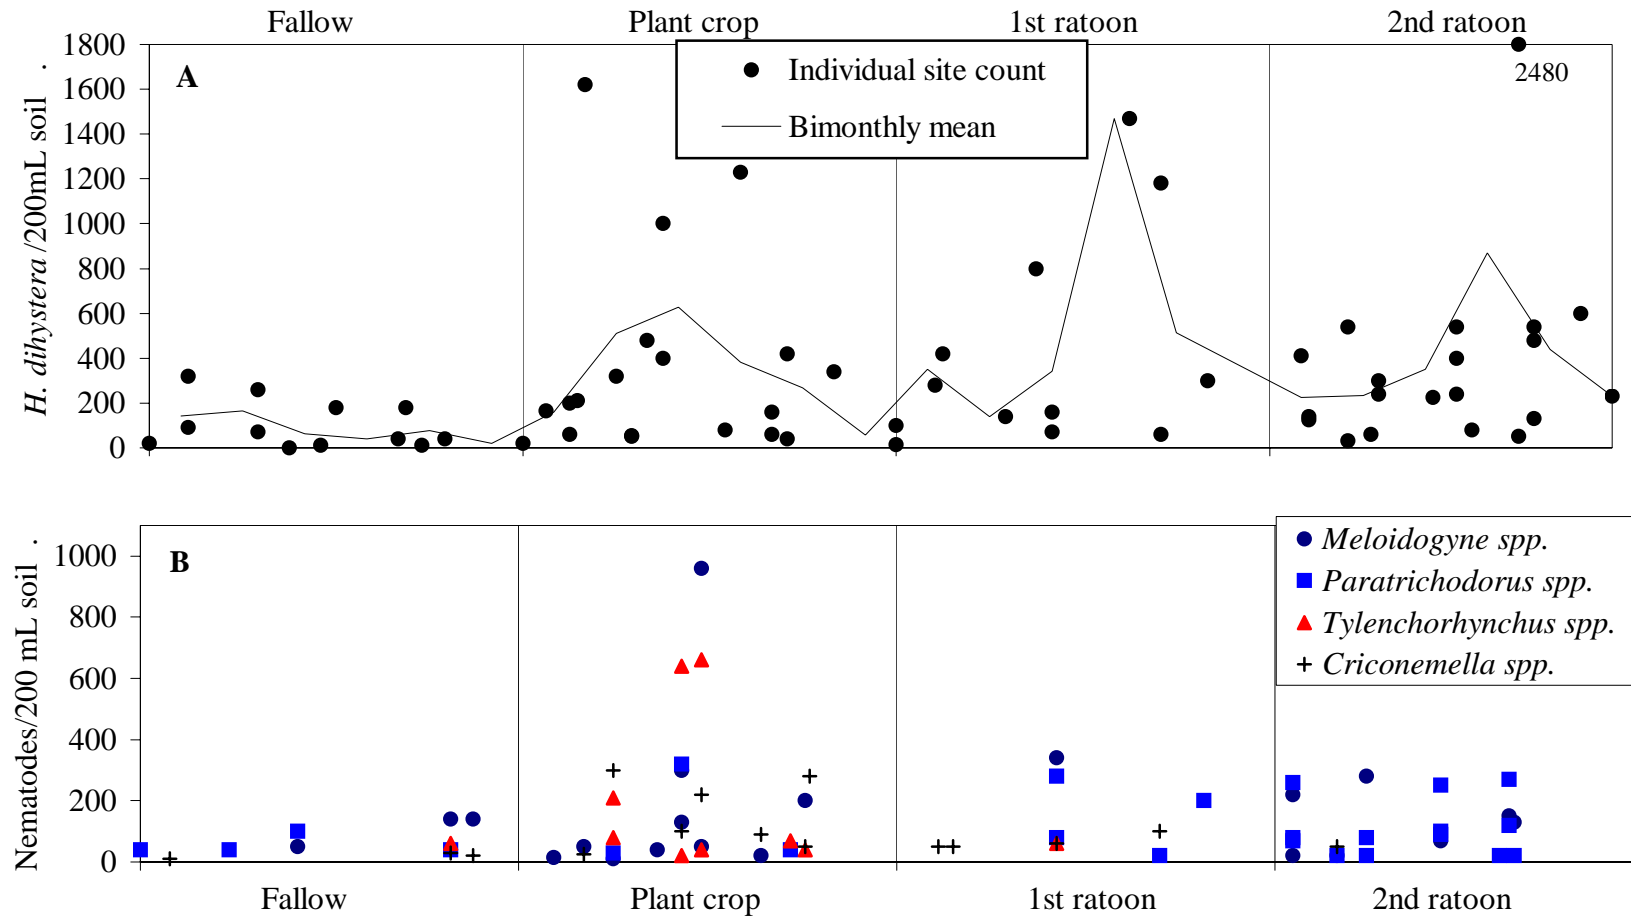 Fallow Plant crop 1st ratoon 2nd ratoon
H. dihystera /200mL soil .
1800
1600
1400
1200
1000
800
600
400
200
0
A
Individual site count
Bimonthly mean
2480
Nematodes/200 mL soil .
1000
800
600
400
200
0
B
Meloidogyne spp.
Paratrichodorus spp.
Tylenchorhynchus spp.
Criconemella spp.
Fallow Plant crop 1st ratoon 2nd ratoon